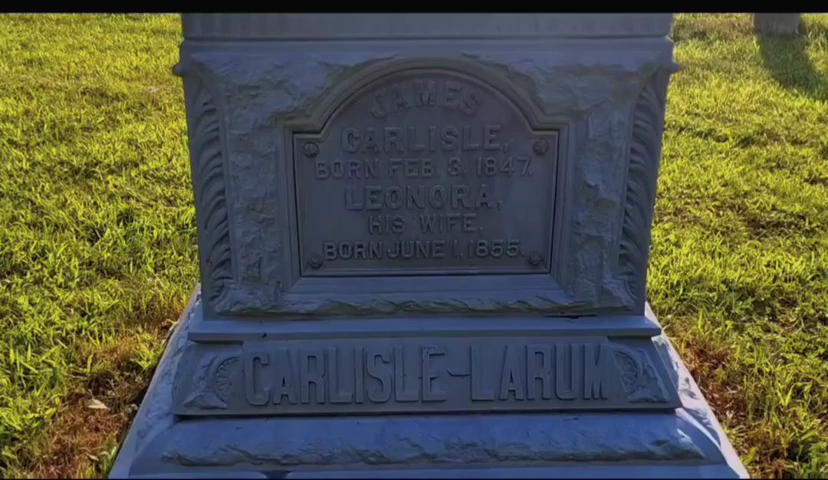 JAMES
CARLISLE,
BORN FEB. 3. 1847.
LEONORA,
HIS WIFE.
BORN JUNE 1. 1855.
CARLISLE-LARUM